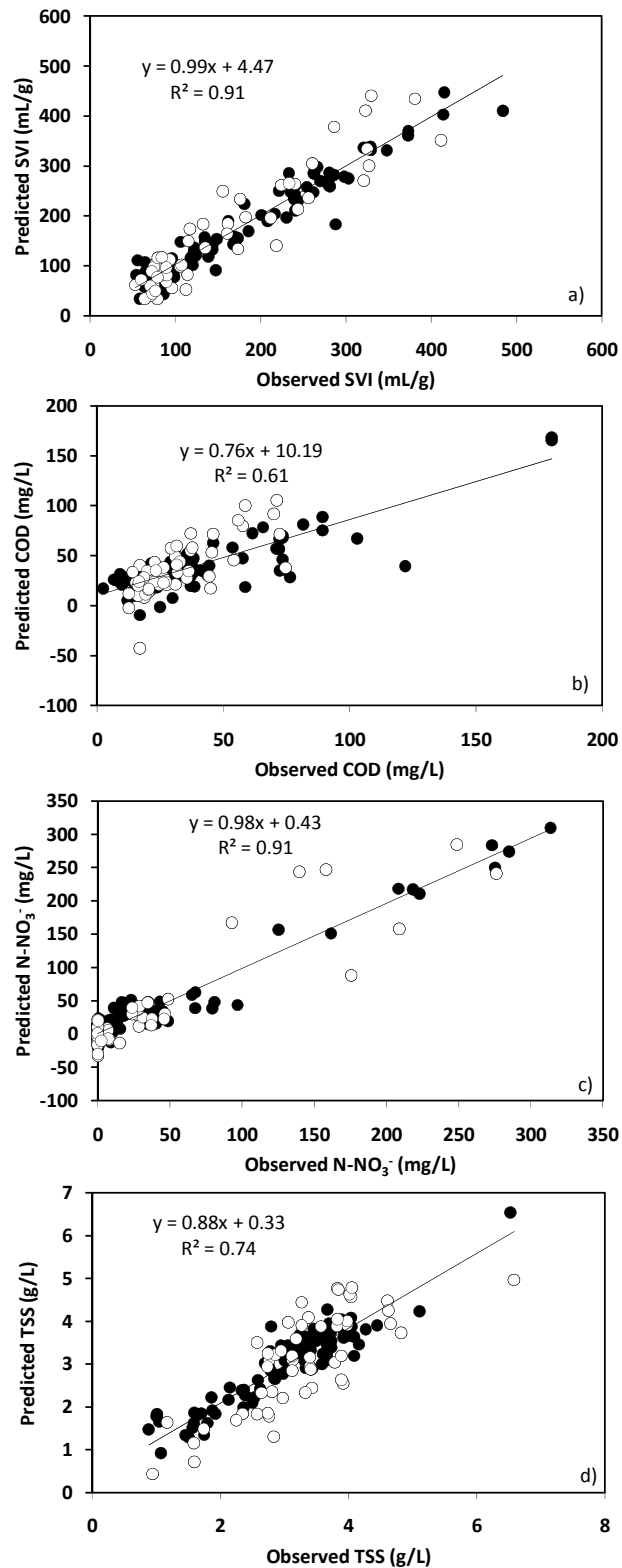 600
500
400
300
200
100
0
y = 0.99x + 4.47
R² = 0.91
Predicted SVI (mL/g)
a)
0 100 200 300 400 500 600
Observed SVI (mL/g)
200
150
100
50
0
-50
-100
y = 0.76x + 10.19
R² = 0.61
Predicted COD (mg/L)
b)
0 50 100 150 200
Observed COD (mg/L)
350
300
250
200
150
100
50
0
-50
-100
y = 0.98x + 0.43
R² = 0.91
Predicted N-NO₃⁻ (mg/L)
c)
0 50 100 150 200 250 300 350
Observed N-NO₃⁻ (mg/L)
7
6
5
4
3
2
1
0
y = 0.88x + 0.33
R² = 0.74
Predicted TSS (g/L)
d)
0 2 4 6 8
Observed TSS (g/L)